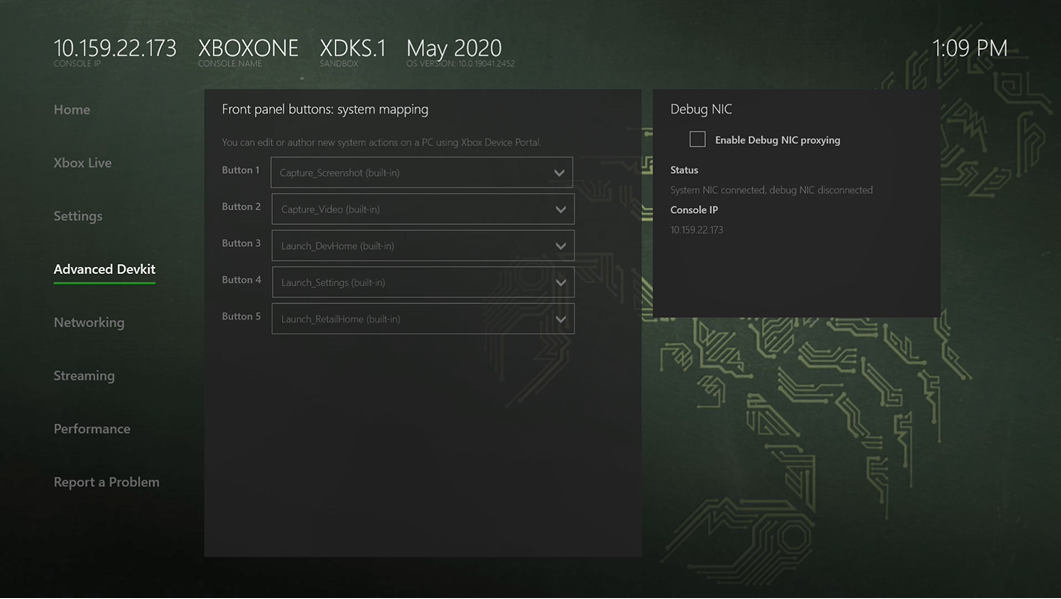 10.159.22.173 XBOXONE XDKS.1 May 2020 1:09 PM
CONSOLE IP CONSOLE NAME SANDBOX OS VERSION: 10.0.19041.2452
Home
Xbox Live
Settings
Advanced Devkit
Networking
Streaming
Performance
Report a Problem
Front panel buttons: system mapping
You can edit or author new system actions on a PC using Xbox Device Portal.
Button 1 Capture_Screenshot (built-in)
Button 2 Capture_Video (built-in)
Button 3 Launch_DevHome (built-in)
Button 4 Launch_Settings (built-in)
Button 5 Launch_RetailHome (built-in)
Debug NIC
Enable Debug NIC proxying
Status
System NIC connected, debug NIC disconnected
Console IP
10.159.22.173